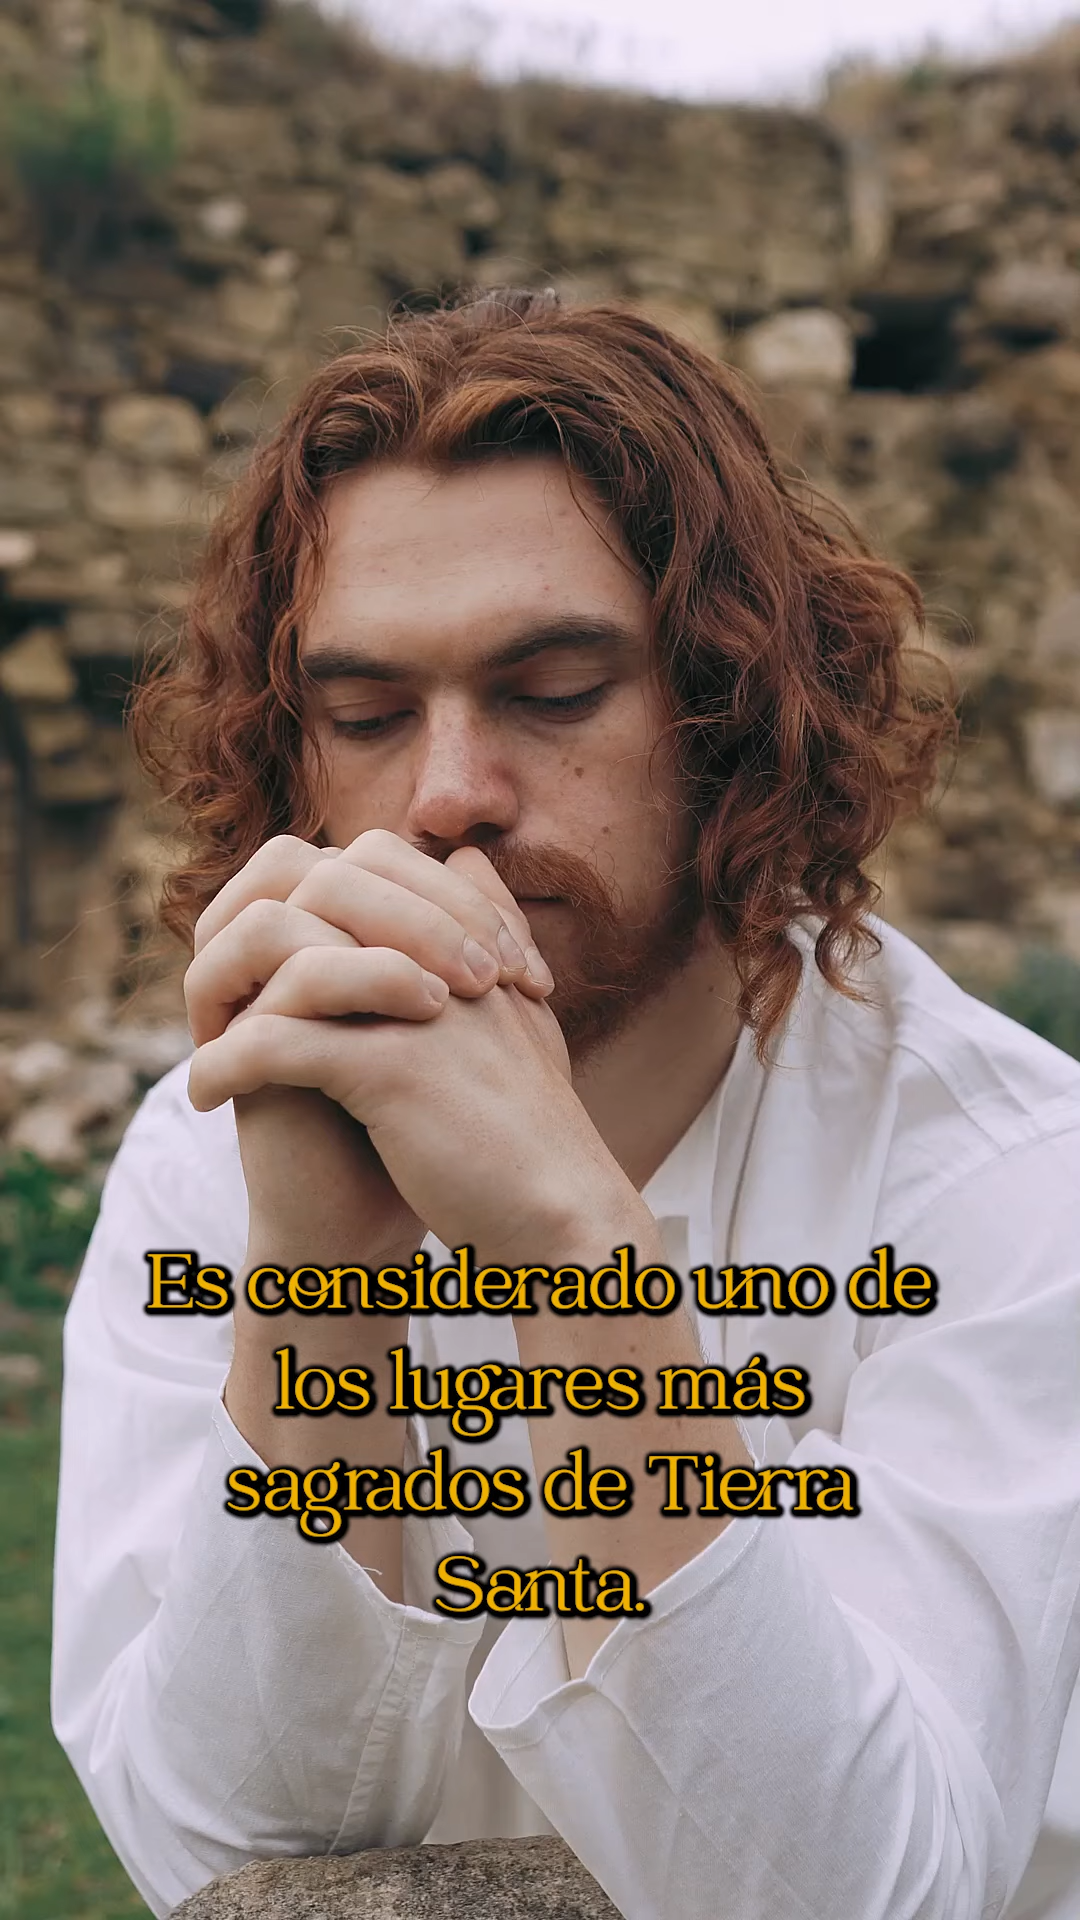 Es considerado uno de
los lugares más
sagrados de Tierra
Santa.